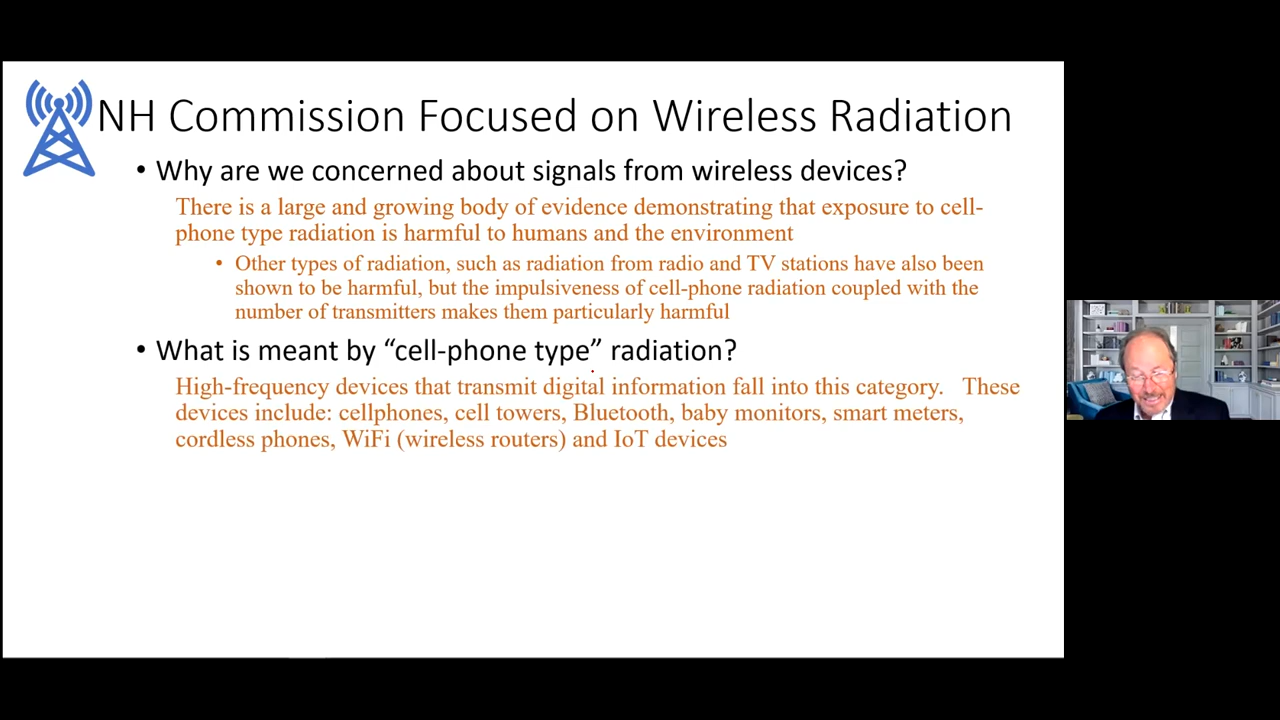 NH Commission Focused on Wireless Radiation
• Why are we concerned about signals from wireless devices?
There is a large and growing body of evidence demonstrating that exposure to cell-
phone type radiation is harmful to humans and the environment
• Other types of radiation, such as radiation from radio and TV stations have also been
shown to be harmful, but the impulsiveness of cell-phone radiation coupled with the
number of transmitters makes them particularly harmful
• What is meant by “cell-phone type” radiation?
High-frequency devices that transmit digital information fall into this category. These
devices include: cellphones, cell towers, Bluetooth, baby monitors, smart meters,
cordless phones, WiFi (wireless routers) and IoT devices